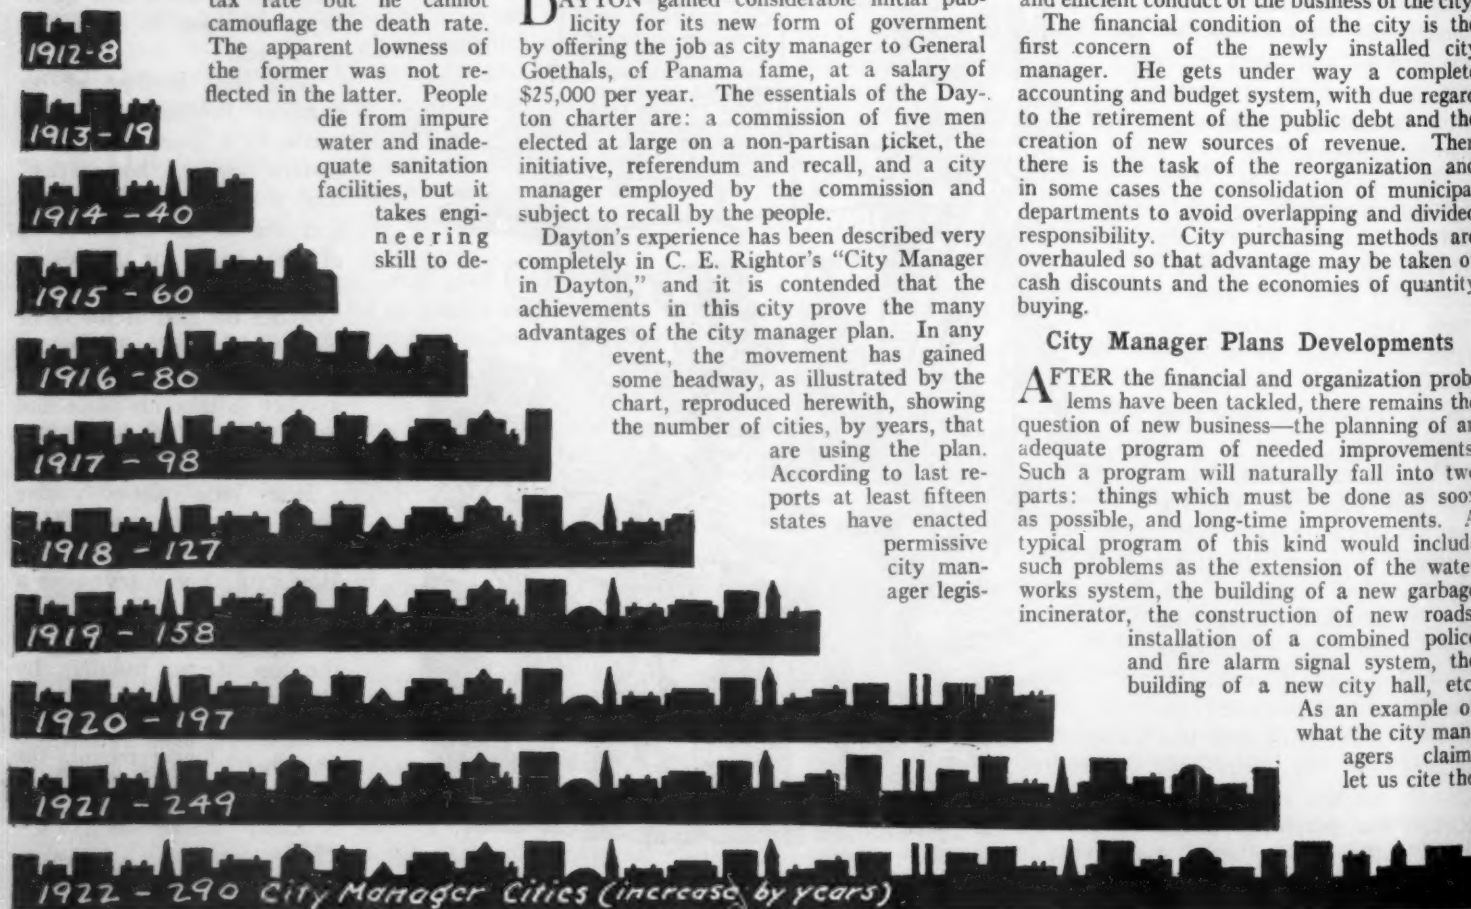 1912-8
1913-19
1914-40
1915-60
1916-80
1917-98
1918-127
1919-158
1920-197
1921-249
1922-290 City Manager Cities (increase by years)
tax rate but he cannot
camouflage the death rate.
The apparent lowness of
the former was not re-
flected in the latter. People
die from impure
water and inade-
quate sanitation
facilities, but it
takes engi-
neering
skill to de-
DAYTON gained considerable initial pub-
licity for its new form of government
by offering the job as city manager to General
Goethals, of Panama fame, at a salary of
$25,000 per year. The essentials of the Day-
ton charter are: a commission of five men
elected at large on a non-partisan ticket, the
initiative, referendum and recall, and a city
manager employed by the commission and
subject to recall by the people.
Dayton's experience has been described very
completely in C. E. Rightor's "City Manager
in Dayton," and it is contended that the
achievements in this city prove the many
advantages of the city manager plan. In any
event, the movement has gained
some headway, as illustrated by the
chart, reproduced herewith, showing
the number of cities, by years, that
are using the plan.
According to last re-
ports at least fifteen
states have enacted
permissive
city man-
ager legis-
and efficient conduct of the business of the city
The financial condition of the city is the
first concern of the newly installed city
manager. He gets under way a complete
accounting and budget system, with due regard
to the retirement of the public debt and the
creation of new sources of revenue. Then
there is the task of the reorganization and
in some cases the consolidation of municipal
departments to avoid overlapping and divided
responsibility. City purchasing methods are
overhauled so that advantage may be taken of
cash discounts and the economies of quantity
buying.
City Manager Plans Developments
AFTER the financial and organization prob-
lems have been tackled, there remains the
question of new business—the planning of an
adequate program of needed improvements
Such a program will naturally fall into two
parts: things which must be done as soon
as possible, and long-time improvements. A
typical program of this kind would include
such problems as the extension of the water
works system, the building of a new garbage
incinerator, the construction of new roads
installation of a combined police
and fire alarm signal system, the
building of a new city hall, etc
As an example of
what the city man-
agers claim
let us cite the